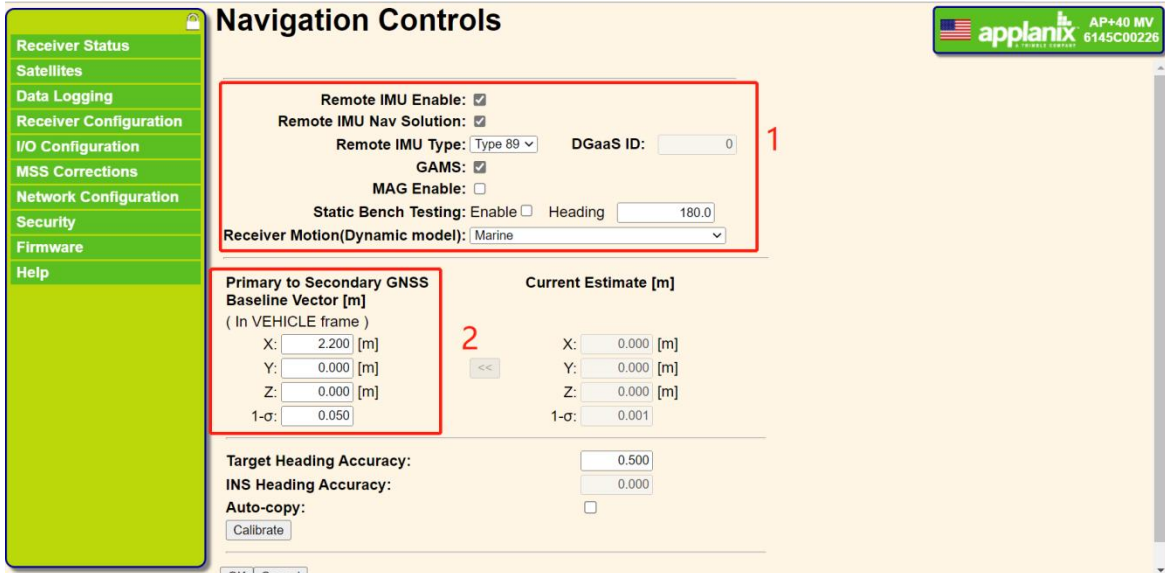 Navigation Controls
applanix AP+40 MV
A TRIMBLE COMPANY 6145C00226
Receiver Status
Satellites
Data Logging
Receiver Configuration
I/O Configuration
MSS Corrections
Network Configuration
Security
Firmware
Help
Remote IMU Enable:
Remote IMU Nav Solution:
Remote IMU Type: Type 89 DGaaS ID: 0
GAMS:
MAG Enable:
Static Bench Testing: Enable Heading 180.0
Receiver Motion(Dynamic model): Marine
1
Primary to Secondary GNSS Current Estimate [m]
Baseline Vector [m]
( In VEHICLE frame )
2
X: 2.200 [m] X: 0.000 [m]
Y: 0.000 [m] << Y: 0.000 [m]
Z: 0.000 [m] Z: 0.000 [m]
1-σ: 0.050 1-σ: 0.001
Target Heading Accuracy: 0.500
INS Heading Accuracy: 0.000
Auto-copy:
Calibrate